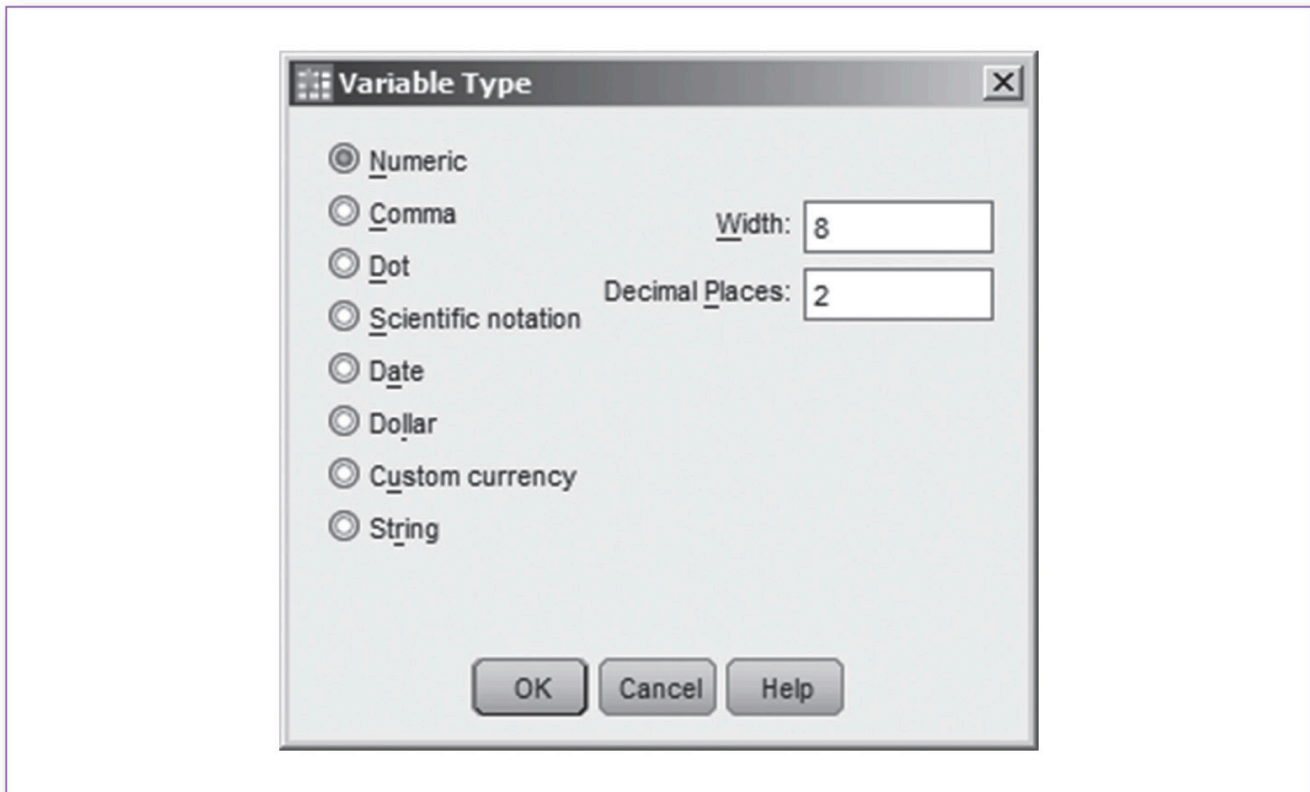 Variable Type
Numeric
Comma
Dot
Scientific notation
Date
Dollar
Custom currency
String
Width: 8
Decimal Places: 2
OK
Cancel
Help